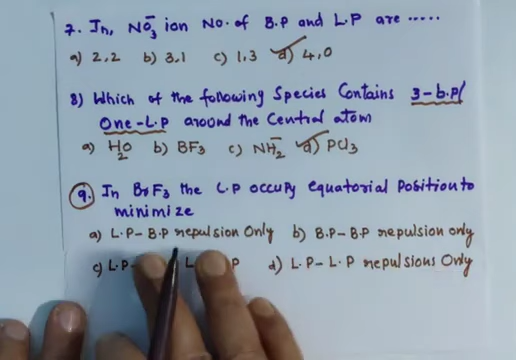 7. In, NO₃⁻ ion No. of B.P and L.P are .....
a) 2,2 b) 3,1 c) 1,3 d) 4,0
8) Which of the following Species Contains 3-b.p/
One-L.P around the Central atom
a) H₂O b) BF₃ c) NH₂⁻ d) PCl₃
9. In BrF₃ the L.P occupy equatorial Position to
minimize
a) L.P-B.P repulsion Only b) B.P-B.P repulsion only
c) L.P- L P d) L.P-L.P repulsions Only